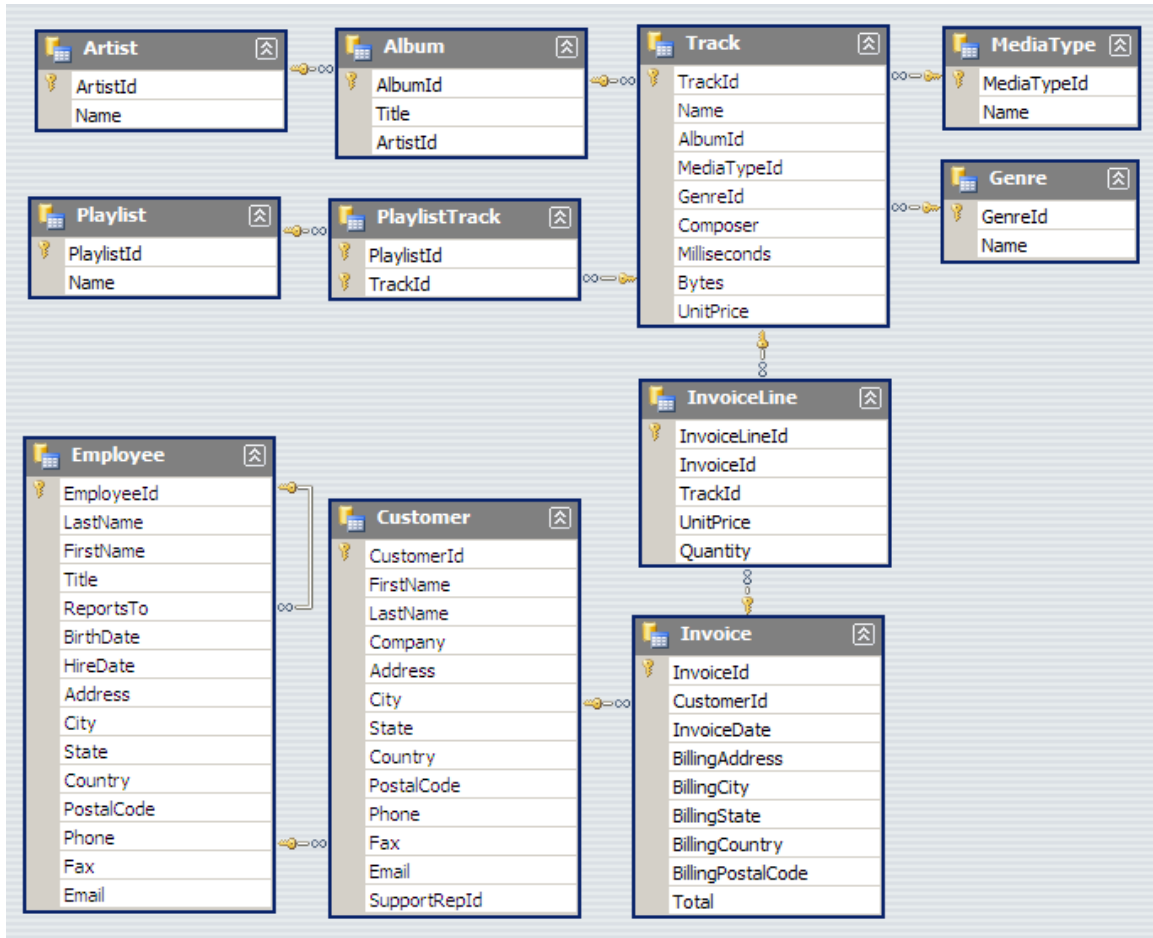 Artist
ArtistId
Name
Album
AlbumId
Title
ArtistId
Track
TrackId
Name
AlbumId
MediaTypeId
GenreId
Composer
Milliseconds
Bytes
UnitPrice
MediaType
MediaTypeId
Name
Genre
GenreId
Name
Playlist
PlaylistId
Name
PlaylistTrack
PlaylistId
TrackId
InvoiceLine
InvoiceLineId
InvoiceId
TrackId
UnitPrice
Quantity
Employee
EmployeeId
LastName
FirstName
Title
ReportsTo
BirthDate
HireDate
Address
City
State
Country
PostalCode
Phone
Fax
Email
Customer
CustomerId
FirstName
LastName
Company
Address
City
State
Country
PostalCode
Phone
Fax
Email
SupportRepId
Invoice
InvoiceId
CustomerId
InvoiceDate
BillingAddress
BillingCity
BillingState
BillingCountry
BillingPostalCode
Total